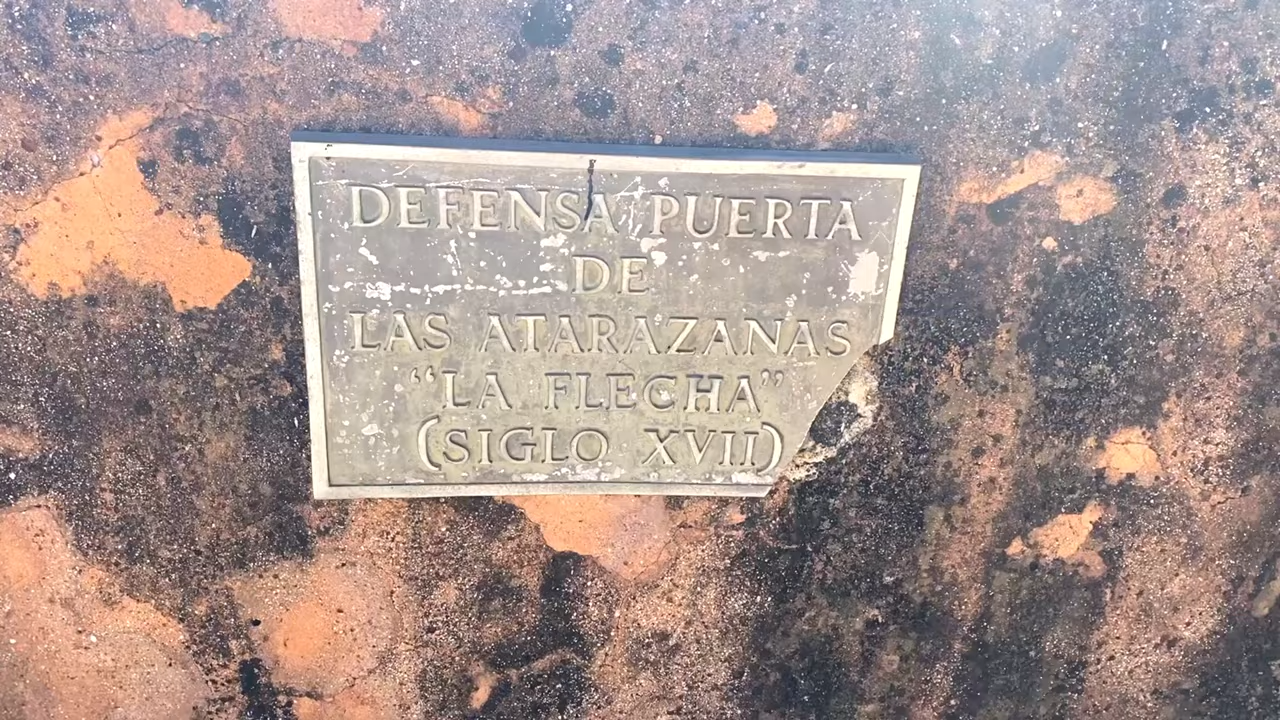 DEFENSA PUERTA
DE
LAS ATARAZANAS
“LA FLECHA”
(SIGLO XVII)